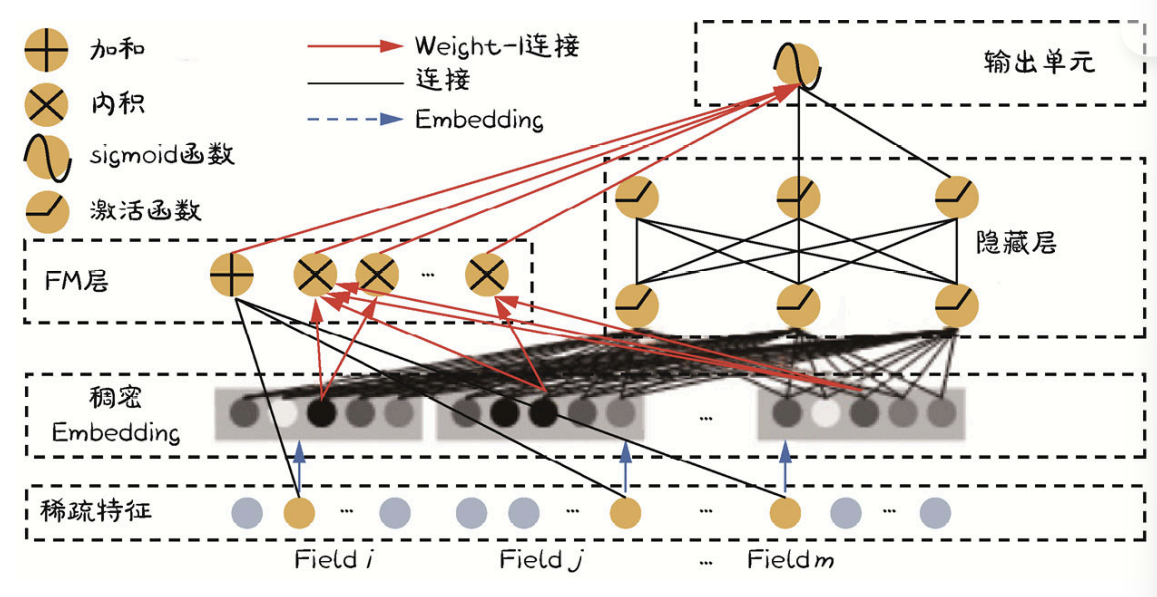 加和
内积
sigmoid函数
激活函数
Weight-1连接
连接
Embedding
输出单元
隐藏层
FM层
...
稠密
Embedding
...
稀疏特征
... ... ... ...
Field i Field j ... Field m